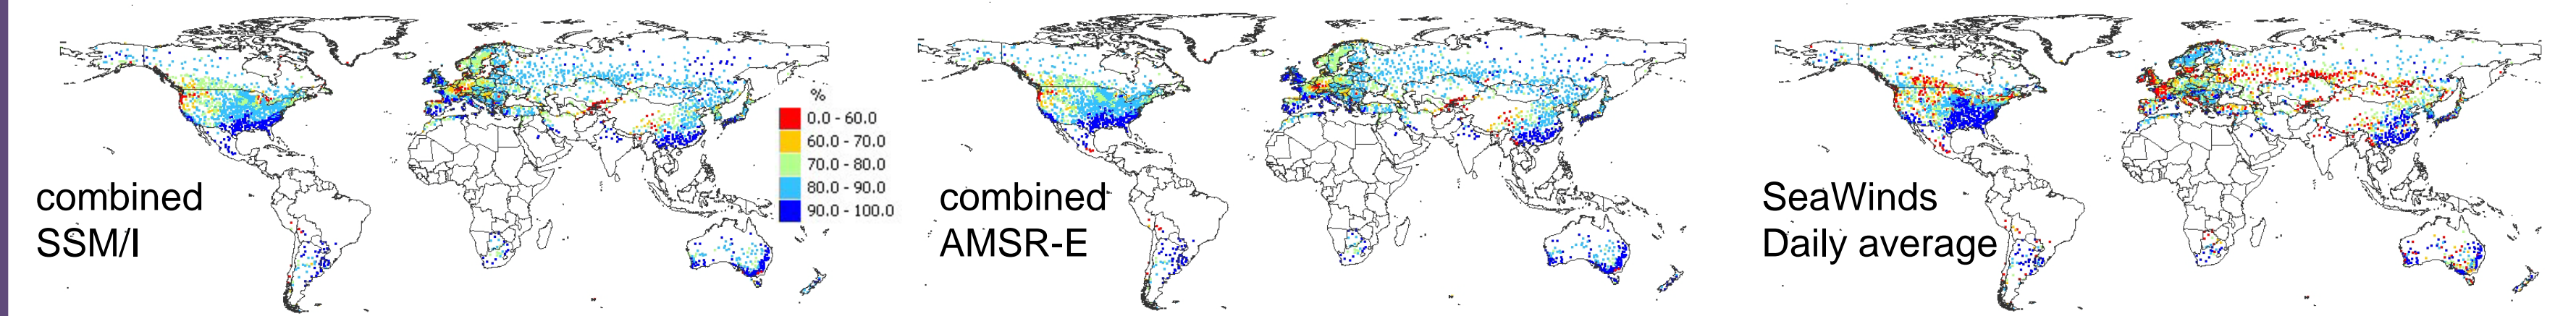 combined
SSM/I
%
0.0 - 60.0
60.0 - 70.0
70.0 - 80.0
80.0 - 90.0
90.0 - 100.0
combined
AMSR-E
SeaWinds
Daily average